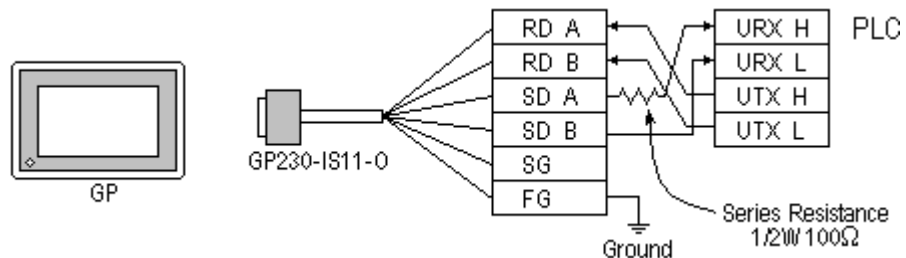 RD A
RD B
SD A
SD B
SG
FG
URX H
URX L
UTX H
UTX L
PLC
GP
GP230-IS11-O
Ground
Series Resistance
1/2W 100Ω